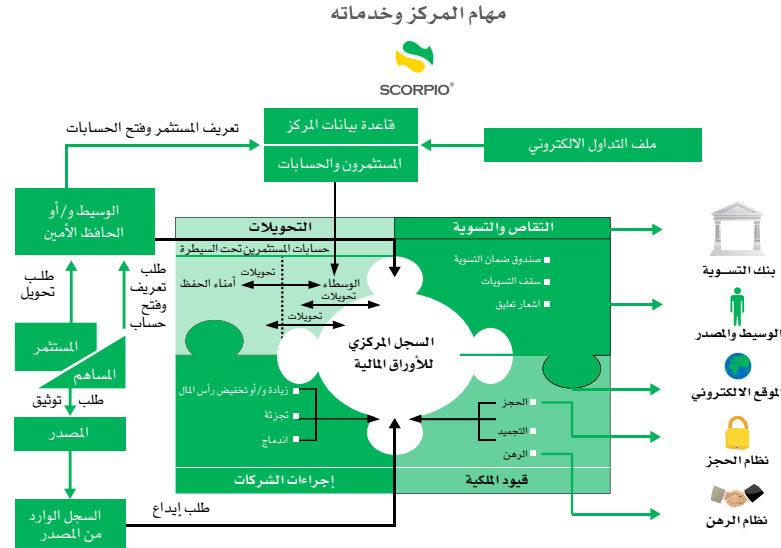 مهام المركز وخدماته
SCORPIO®
تعريف المستثمر وفتح الحسابات
قاعدة بيانات المركز
المستثمرون والحسابات
ملف التداول الالكتروني
الوسيط و/أو
الحافظ الأمين
التحويلات
التقاص والتسوية
حسابات المستثمرين تحت السيطرة
صندوق ضمان التسوية
سقف التسويات
اشعار تعليق
أمناء الحفظ
تحويلات
الوسطاء
تحويلات
تحويلات
السجل المركزي
للأوراق المالية
بنك التسـوية
الوسيط والمصدر
الموقع الالكتروني
نظام الحجز
نظام الرهن
طلب
تحويل
طلب
تعريف
وفتح
حساب
المستثمر
المساهم
طلب توثيق
المصدر
السجل الوارد
من المصدر
طلب إيداع
زيادة و/أو تخفيض رأس المال
تجزئة
اندماج
الحجز
التجميد
الرهن
إجراءات الشركات
قيود الملكية